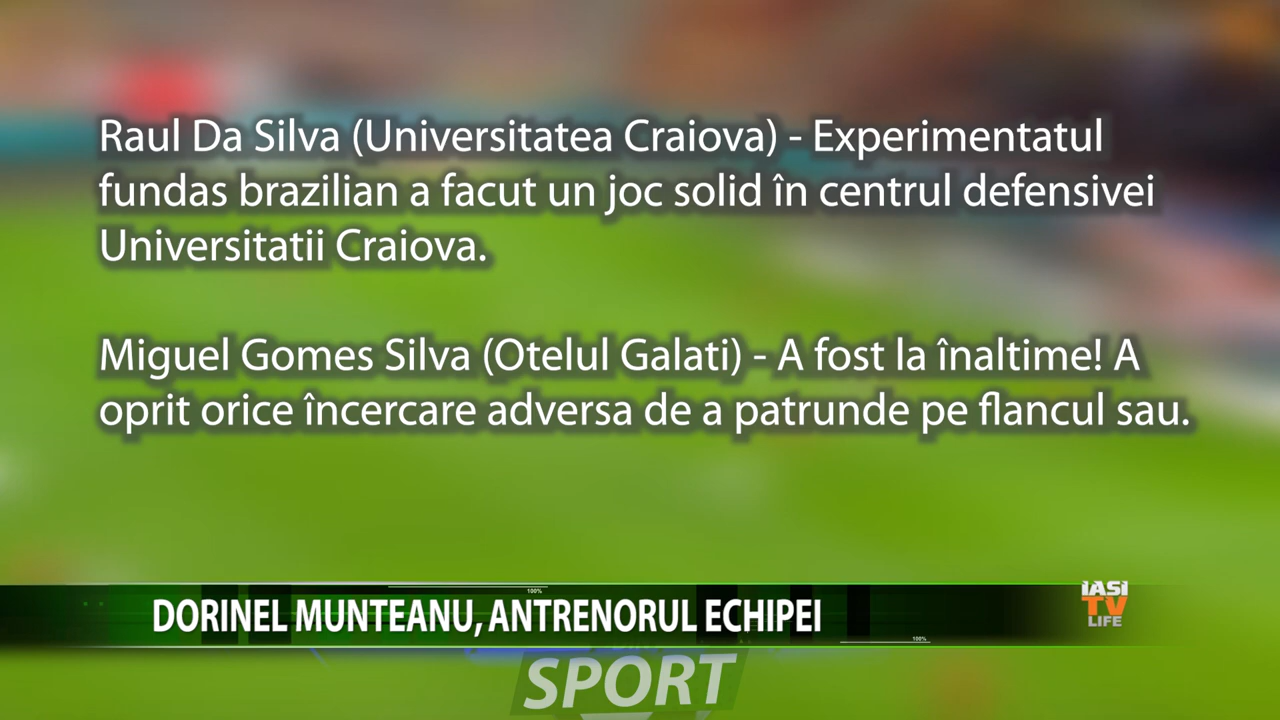 Raul Da Silva (Universitatea Craiova) - Experimentatul
fundas brazilian a facut un joc solid în centrul defensivei
Universitatii Craiova.
Miguel Gomes Silva (Otelul Galati) - A fost la înaltime! A
oprit orice încercare adversa de a patrunde pe flancul sau.
100%
DORINEL MUNTEANU, ANTRENORUL ECHIPEI
100%
IASI
TV
LIFE
SPORT